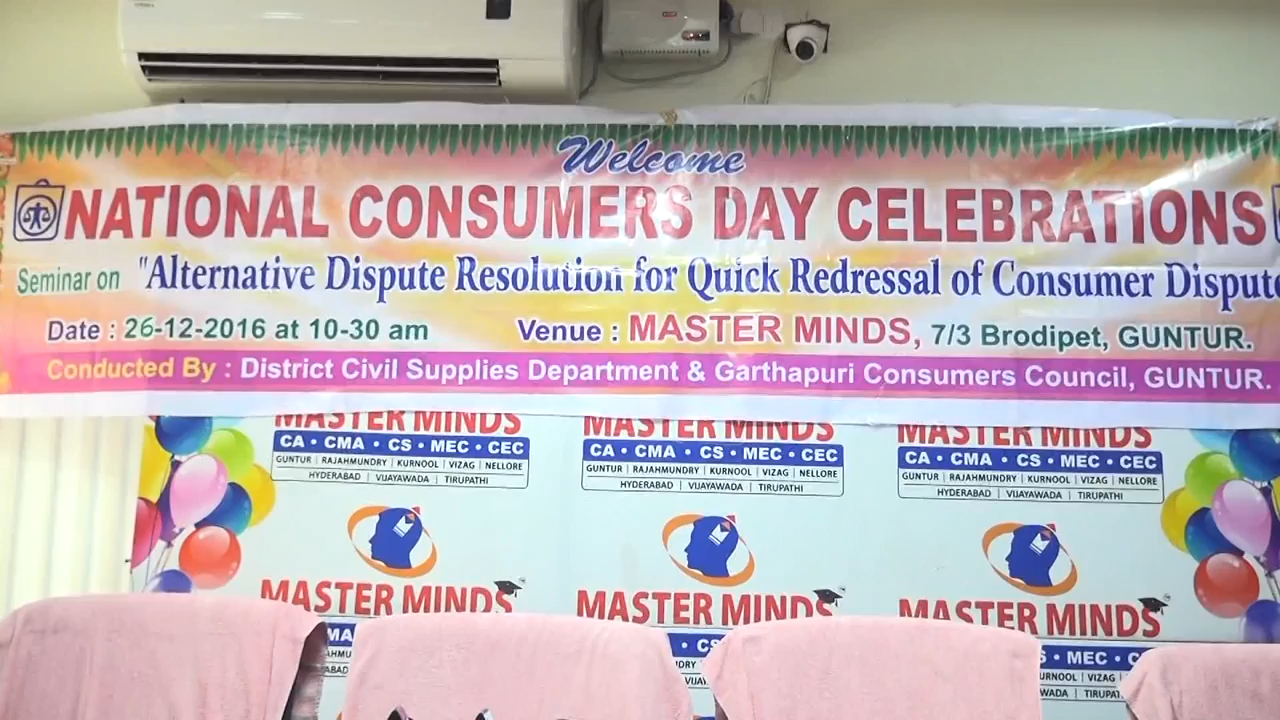 Welcome
NATIONAL CONSUMERS DAY CELEBRATIONS
Seminar on "Alternative Dispute Resolution for Quick Redressal of Consumer Dispute
Date : 26-12-2016 at 10-30 am Venue : MASTER MINDS, 7/3 Brodipet, GUNTUR.
Conducted By : District Civil Supplies Department & Garthapuri Consumers Council, GUNTUR.
MASTER MINDS MASTER MINDS MASTER MINDS
CA • CMA • CS • MEC • CEC CA • CMA • CS • MEC • CEC CA • CMA • CS • MEC • CEC
GUNTUR | RAJAHMUNDRY | KURNOOL | VIZAG | NELLORE GUNTUR | RAJAHMUNDRY | KURNOOL | VIZAG | NELLORE GUNTUR | RAJAHMUNDRY | KURNOOL | VIZAG | NELLORE
HYDERABAD | VIJAYAWADA | TIRUPATHI HYDERABAD | VIJAYAWADA | TIRUPATHI HYDERABAD | VIJAYAWADA | TIRUPATHI
MASTER MINDS MASTER MINDS MASTER MINDS
MEC
VIZAG